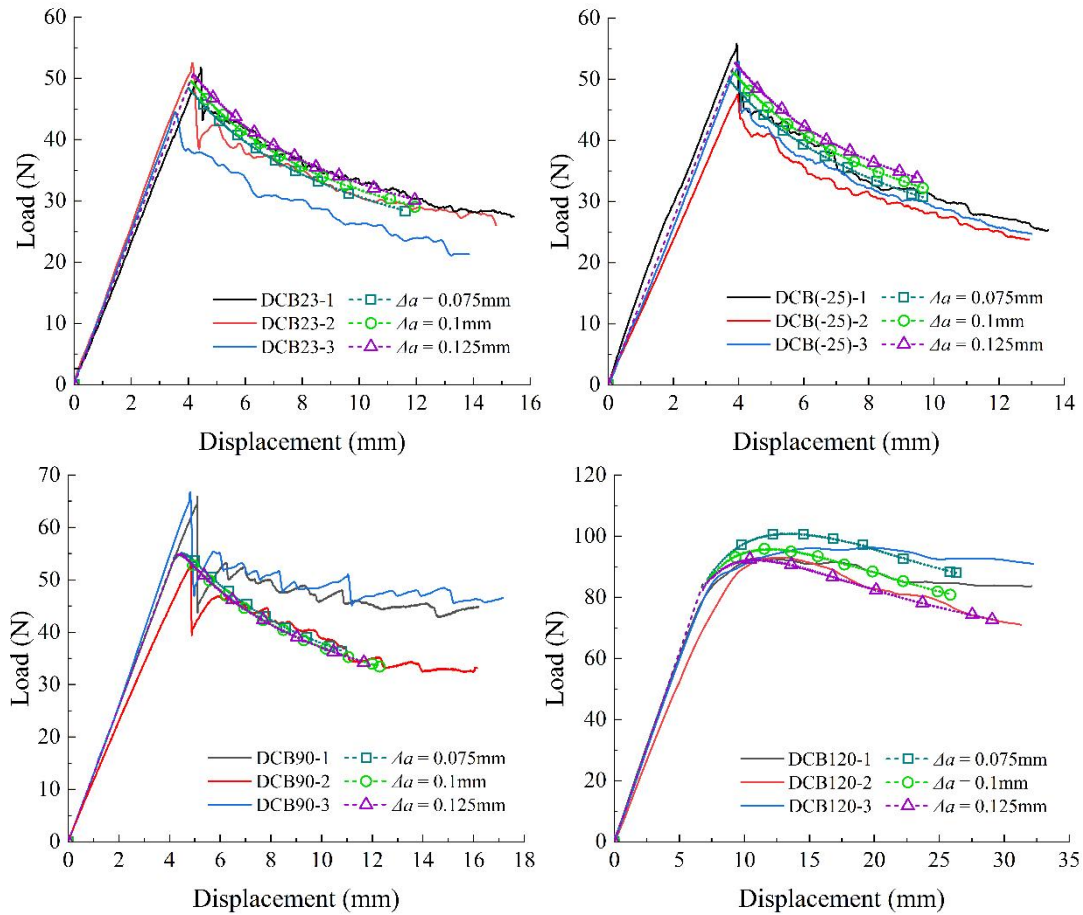 60
50
40
30
20
10
0
Load (N)
DCB23-1 Δa = 0.075mm
DCB23-2 Δa = 0.1mm
DCB23-3 Δa = 0.125mm
0 2 4 6 8 10 12 14 16
Displacement (mm)
60
50
40
30
20
10
0
Load (N)
DCB(-25)-1 Δa = 0.075mm
DCB(-25)-2 Δa = 0.1mm
DCB(-25)-3 Δa = 0.125mm
0 2 4 6 8 10 12 14
Displacement (mm)
70
60
50
40
30
20
10
0
Load (N)
DCB90-1 Δa = 0.075mm
DCB90-2 Δa = 0.1mm
DCB90-3 Δa = 0.125mm
0 2 4 6 8 10 12 14 16 18
Displacement (mm)
120
100
80
60
40
20
0
Load (N)
DCB120-1 Δa = 0.075mm
DCB120-2 Δa = 0.1mm
DCB120-3 Δa = 0.125mm
0 5 10 15 20 25 30 35
Displacement (mm)